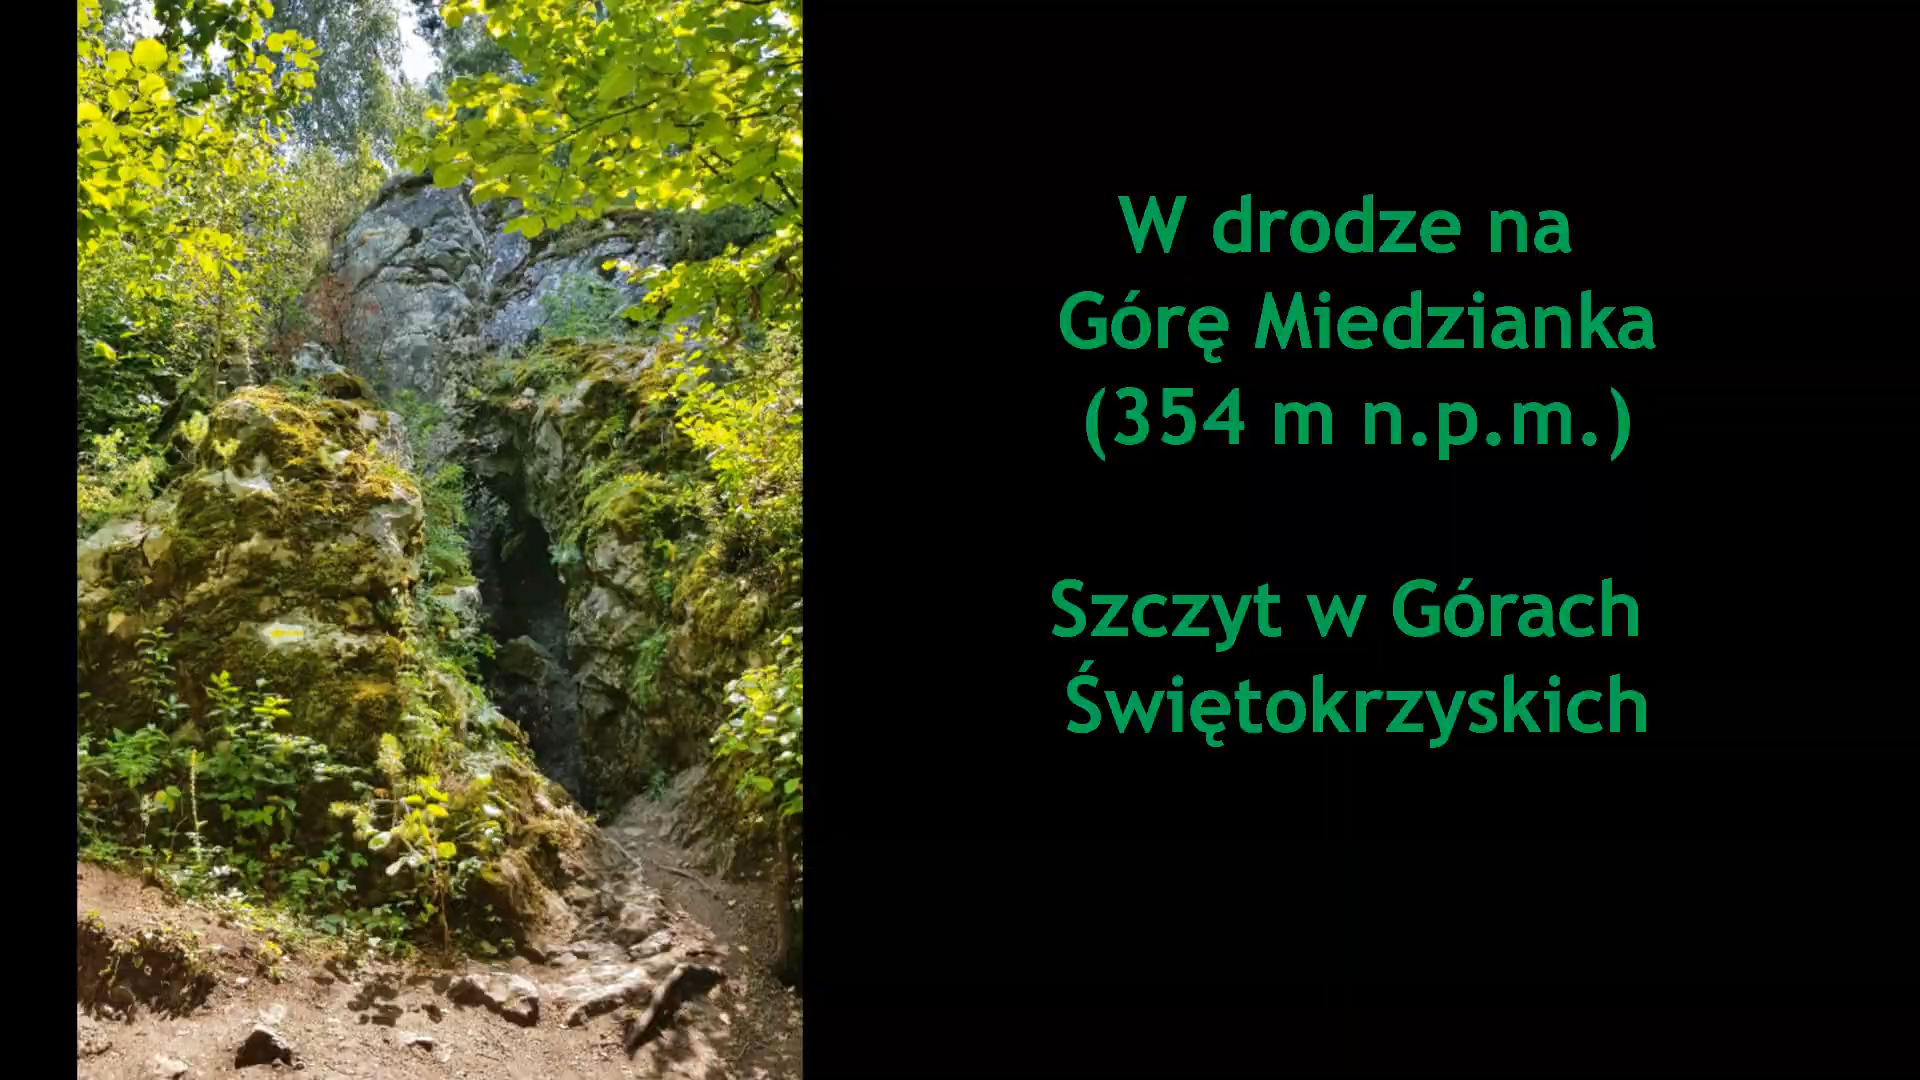 W drodze na
Górę Miedzianka
(354 m n.p.m.)
Szczyt w Górach
Świętokrzyskich